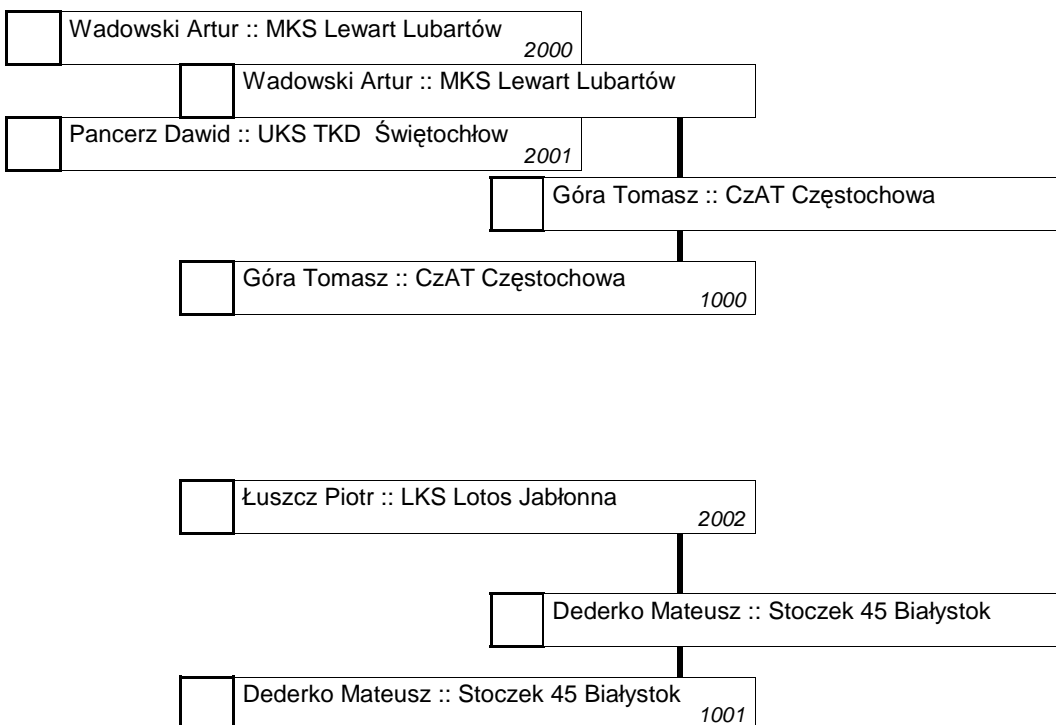 Wadowski Artur :: MKS Lewart Lubartów
2000
Wadowski Artur :: MKS Lewart Lubartów
Pancerz Dawid :: UKS TKD  Świętochłow
2001
Góra Tomasz :: CzAT Częstochowa
Góra Tomasz :: CzAT Częstochowa
1000
Łuszcz Piotr :: LKS Lotos Jabłonna
2002
Dederko Mateusz :: Stoczek 45 Białystok
Dederko Mateusz :: Stoczek 45 Białystok
1001